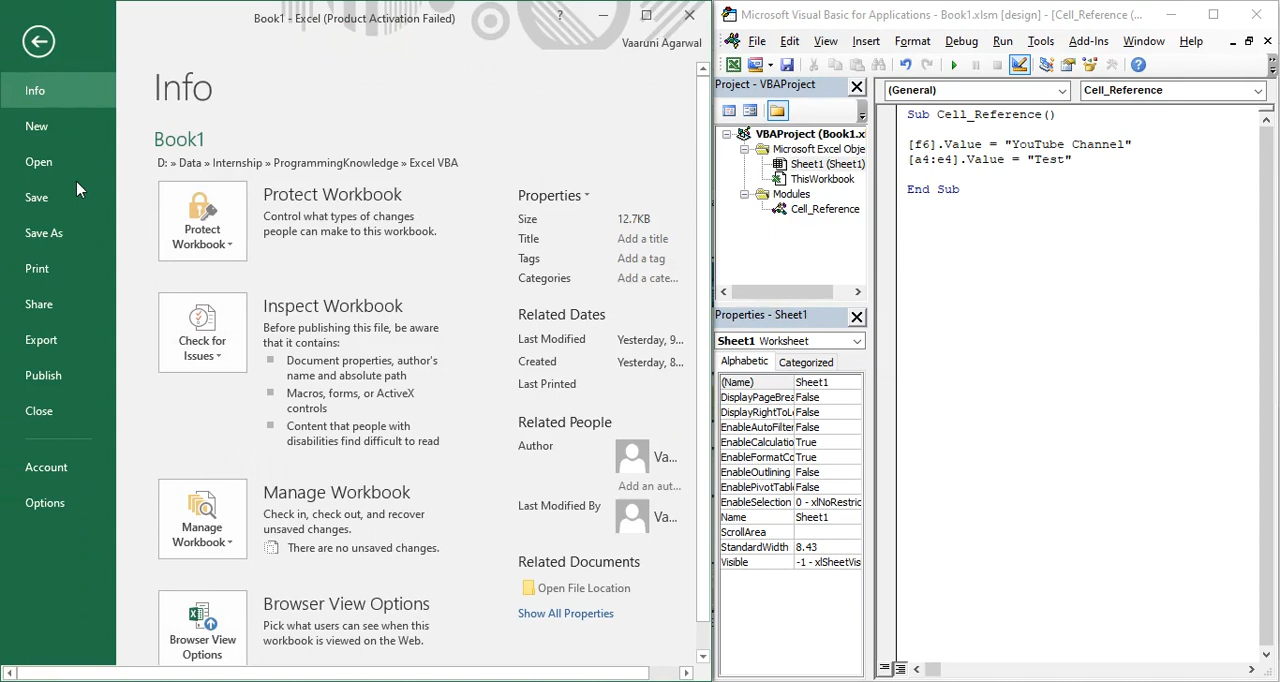 Book1 - Excel (Product Activation Failed)
?
Vaaruni Agarwal
Info
New
Open
Save
Save As
Print
Share
Export
Publish
Close
Account
Options
Info
Book1
D: » Data » Internship » ProgrammingKnowledge » Excel VBA
Protect Workbook
Protect Workbook
Control what types of changes
people can make to this workbook.
Check for Issues
Inspect Workbook
Before publishing this file, be aware
that it contains:
Document properties, author's
name and absolute path
Macros, forms, or ActiveX
controls
Content that people with
disabilities find difficult to read
Manage Workbook
Manage Workbook
Check in, check out, and recover
unsaved changes.
There are no unsaved changes.
Browser View Options
Browser View Options
Pick what users can see when this
workbook is viewed on the Web.
Properties
Size 12.7KB
Title Add a title
Tags Add a tag
Categories Add a cate...
Related Dates
Last Modified Yesterday, 9...
Created Yesterday, 8...
Last Printed
Related People
Author Va...
Add an aut...
Last Modified By Va...
Related Documents
Open File Location
Show All Properties
Microsoft Visual Basic for Applications - Book1.xlsm [design] - [Cell_Reference (...
File Edit View Insert Format Debug Run Tools Add-Ins Window Help
Project - VBAProject
VBAProject (Book1.x
Microsoft Excel Obje
Sheet1 (Sheet1)
ThisWorkbook
Modules
Cell_Reference
Properties - Sheet1
Sheet1 Worksheet
Alphabetic Categorized
(Name) Sheet1
DisplayPageBrea False
DisplayRightToL False
EnableAutoFilter False
EnableCalculatio True
EnableFormatCo True
EnableOutlining False
EnablePivotTabl False
EnableSelection 0 - xlNoRestric
Name Sheet1
ScrollArea
StandardWidth 8.43
Visible -1 - xlSheetVis
(General) Cell_Reference
Sub Cell_Reference()
[f6].Value = "YouTube Channel"
[a4:e4].Value = "Test"
End Sub